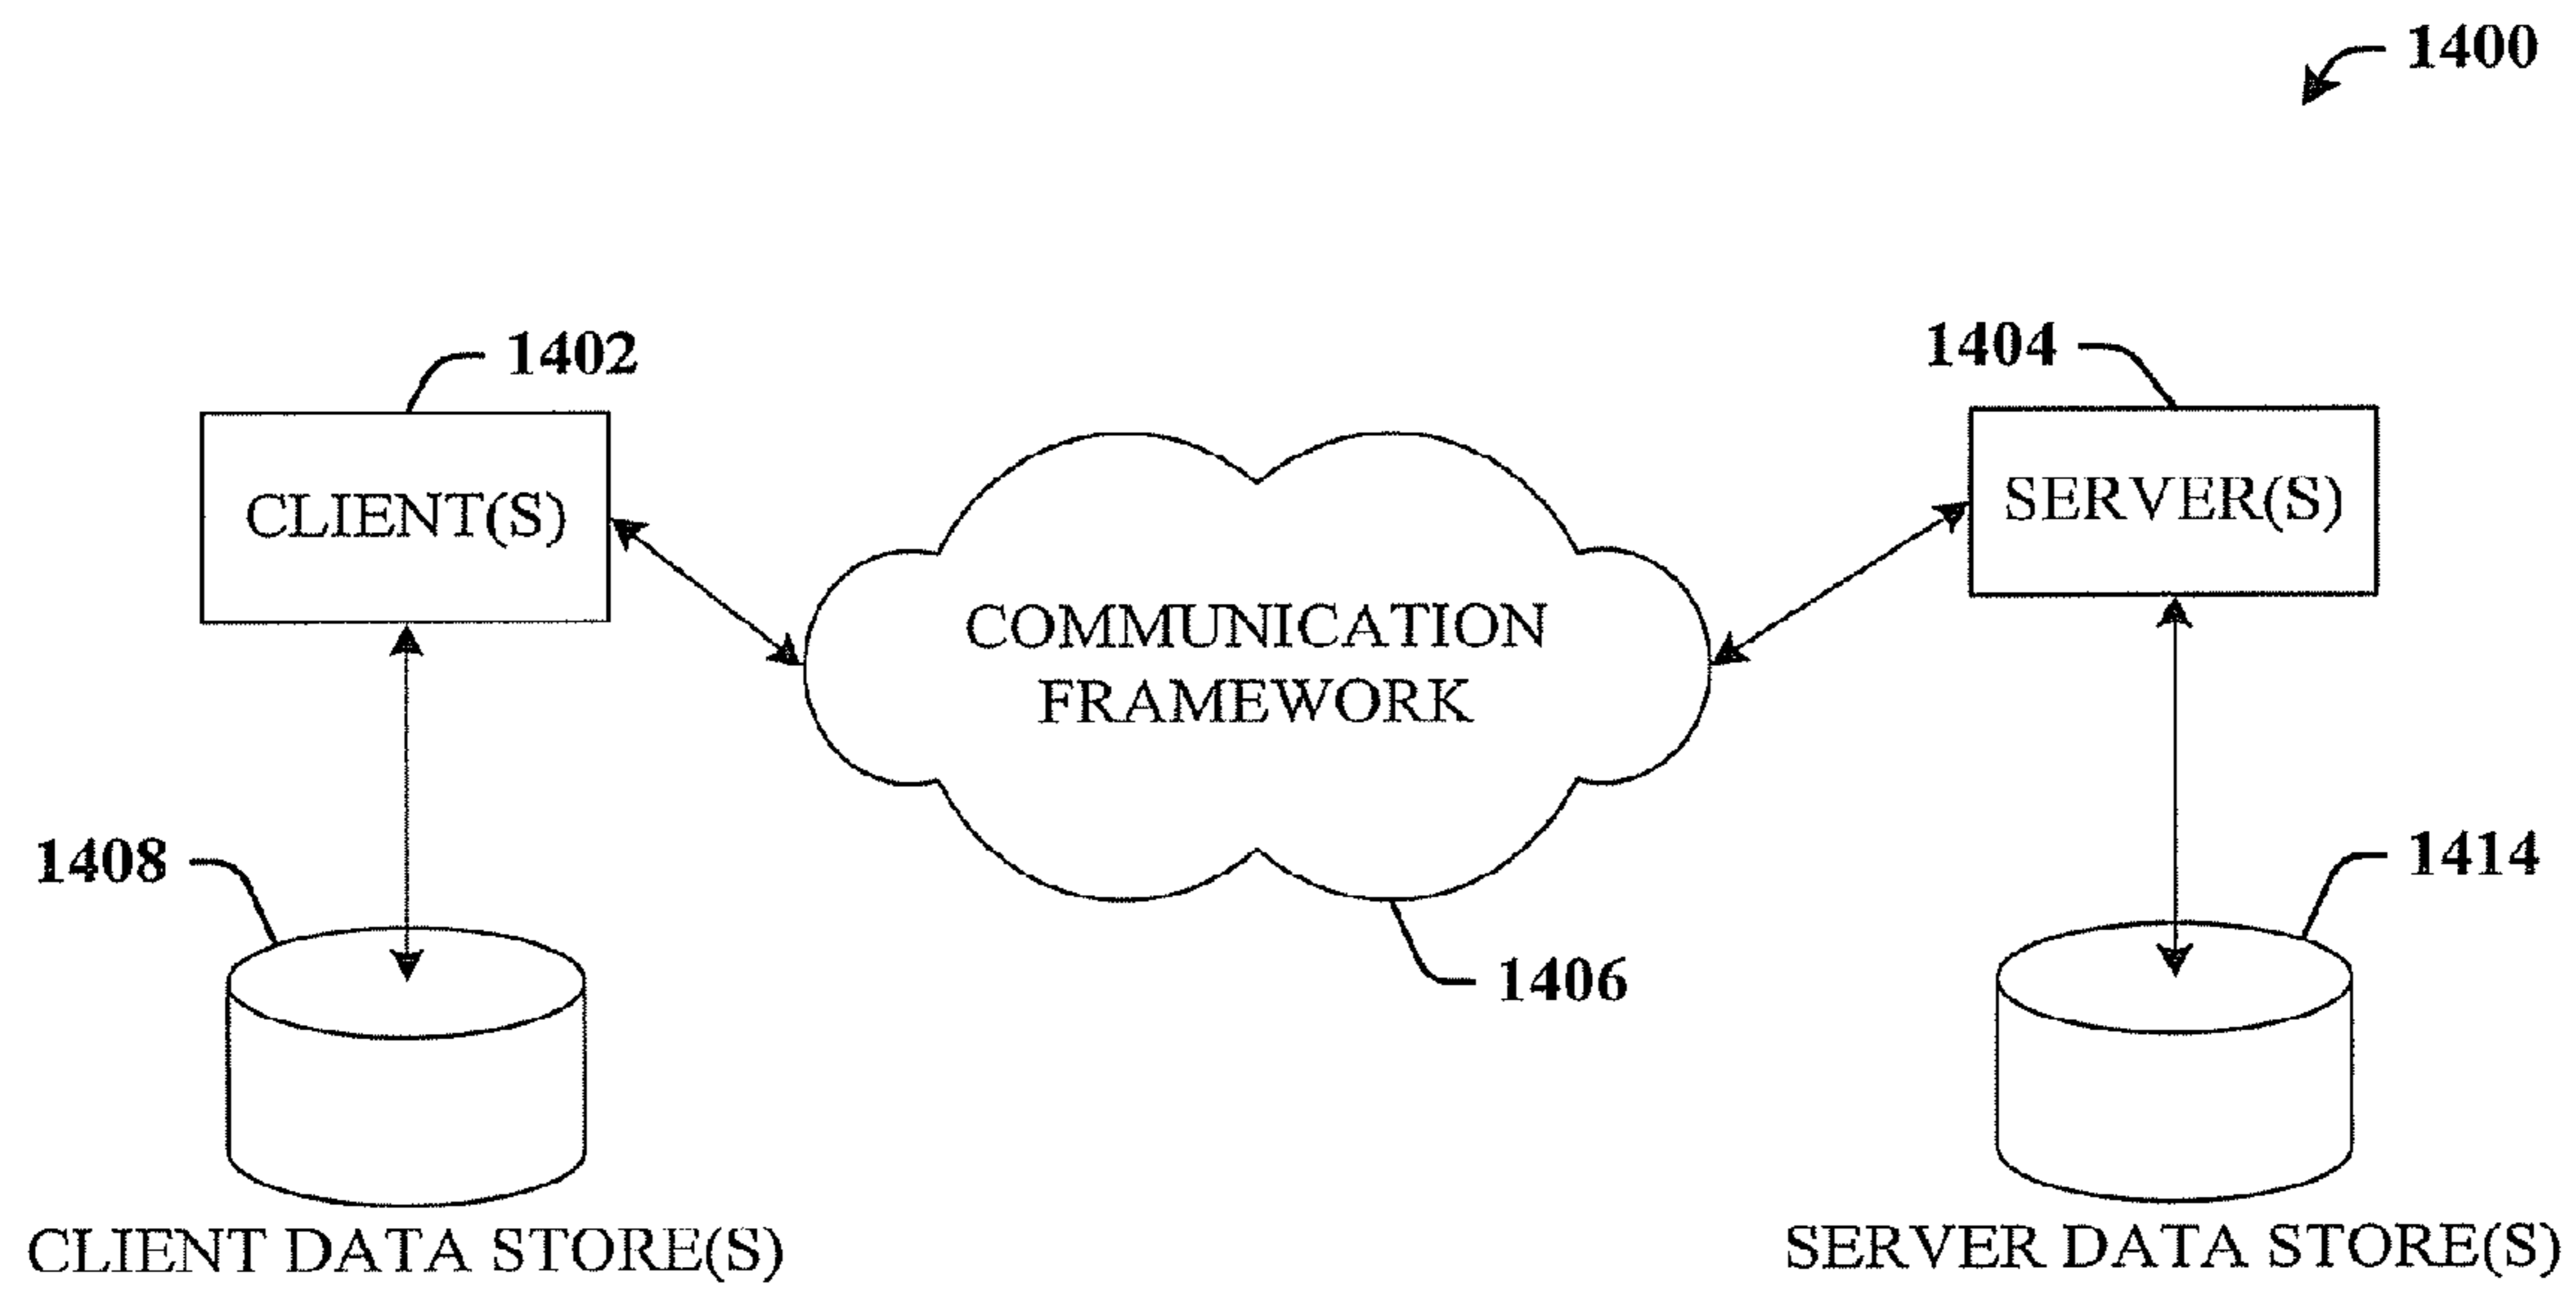 1400
1402
1404
CLIENT(S)
SERVER(S)
COMMUNICATION
FRAMEWORK
1408
1414
1406
CLIENT DATA STORE(S)
SERVER DATA STORE(S)